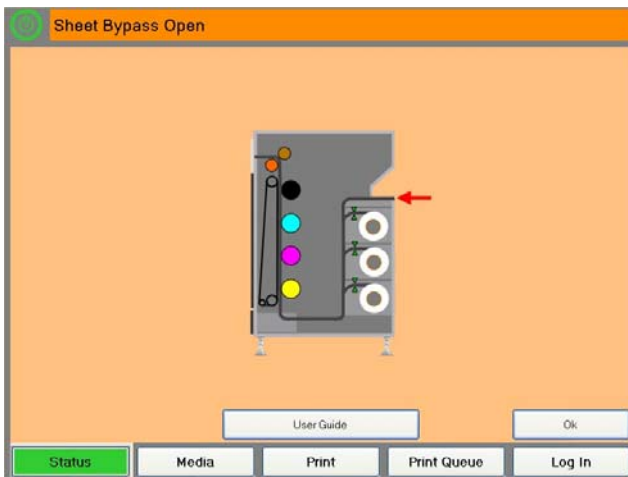 Sheet Bypass Open
User Guide
Ok
Status
Media
Print
Print Queue
Log In